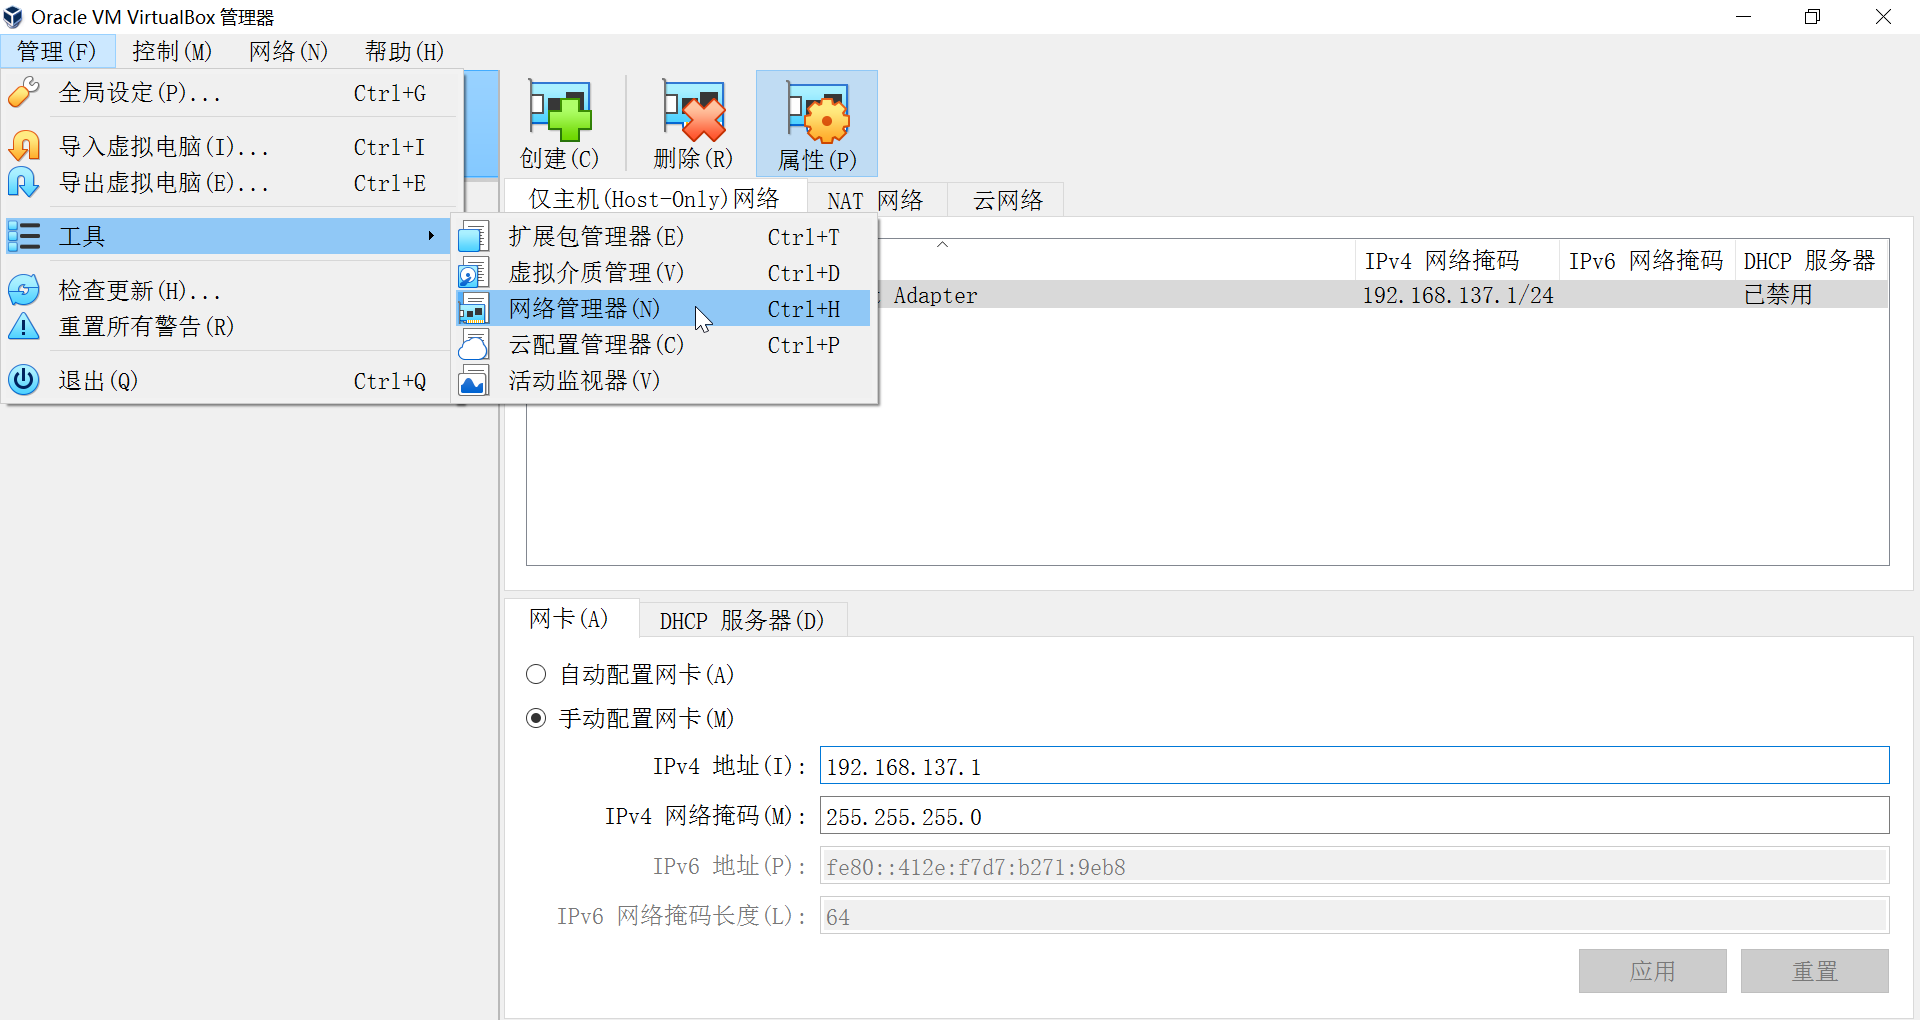 Oracle VM VirtualBox 管理器
管理(F) 控制(M) 网络(N) 帮助(H)
全局设定(P)... Ctrl+G
导入虚拟电脑(I)... Ctrl+I
导出虚拟电脑(E)... Ctrl+E
工具
检查更新(H)...
重置所有警告(R)
退出(Q) Ctrl+Q
扩展包管理器(E) Ctrl+T
虚拟介质管理(V) Ctrl+D
网络管理器(N) Ctrl+H
云配置管理器(C) Ctrl+P
活动监视器(V)
创建(C) 删除(R) 属性(P)
仅主机(Host-Only)网络 NAT 网络 云网络
IPv4 网络掩码 IPv6 网络掩码 DHCP 服务器
Adapter 192.168.137.1/24 已禁用
网卡(A) DHCP 服务器(D)
自动配置网卡(A)
手动配置网卡(M)
IPv4 地址(I): 192.168.137.1
IPv4 网络掩码(M): 255.255.255.0
IPv6 地址(P): fe80::412e:f7d7:b271:9eb8
IPv6 网络掩码长度(L): 64
应用 重置